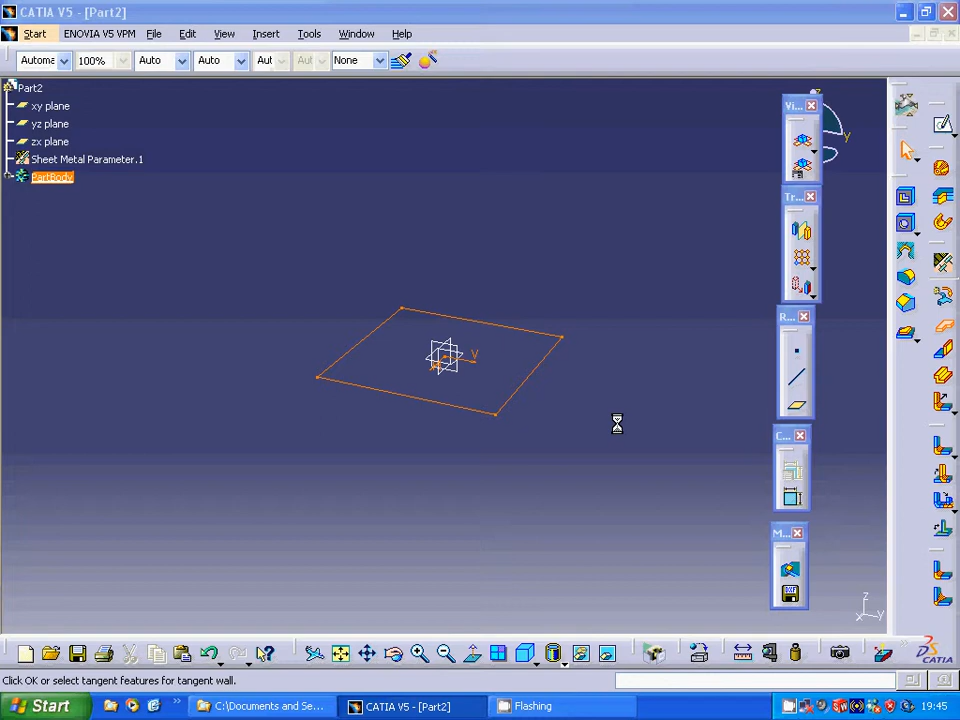 CATIA V5 - [Part2]
Start ENOVIA V5 VPM File Edit View Insert Tools Window Help
Automa 100% Auto Auto Aut Aut None
Part2
xy plane
yz plane
zx plane
Sheet Metal Parameter.1
PartBody
Vi...
Tr...
R...
C...
M...
z
y
y
z
x y
DXF
CATIA
Click OK or select tangent features for tangent wall.
Start C:\Documents and Se... CATIA V5 - [Part2] Flashing 19:45